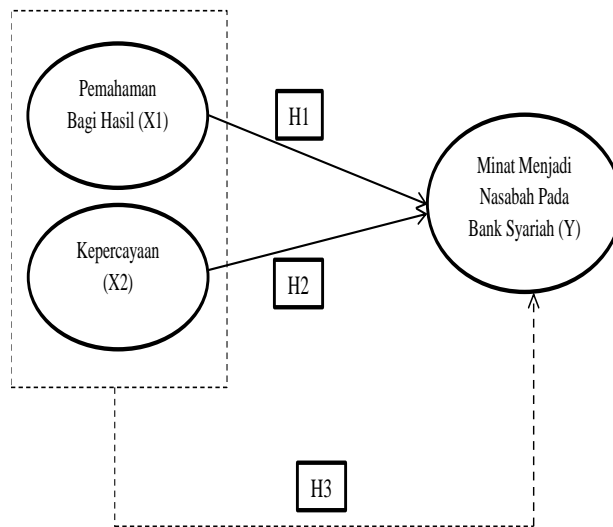 Pemahaman
Bagi Hasil (X1)
H1
Minat Menjadi
Nasabah Pada
Bank Syariah (Y)
Kepercayaan
(X2)
H2
H3